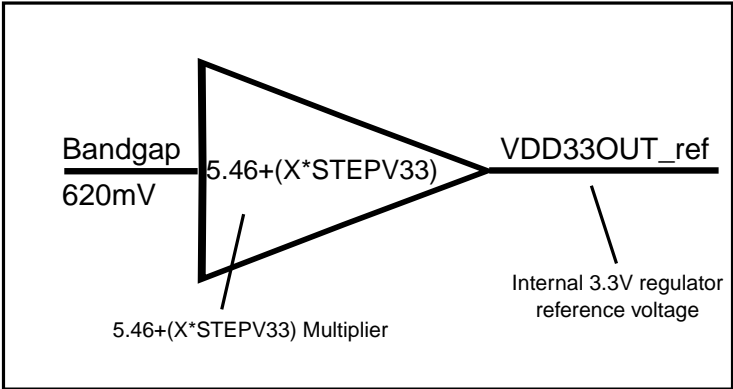 Bandgap
620mV
5.46+(X*STEPV33)
VDD33OUT_ref
Internal 3.3V regulator
reference voltage
5.46+(X*STEPV33) Multiplier